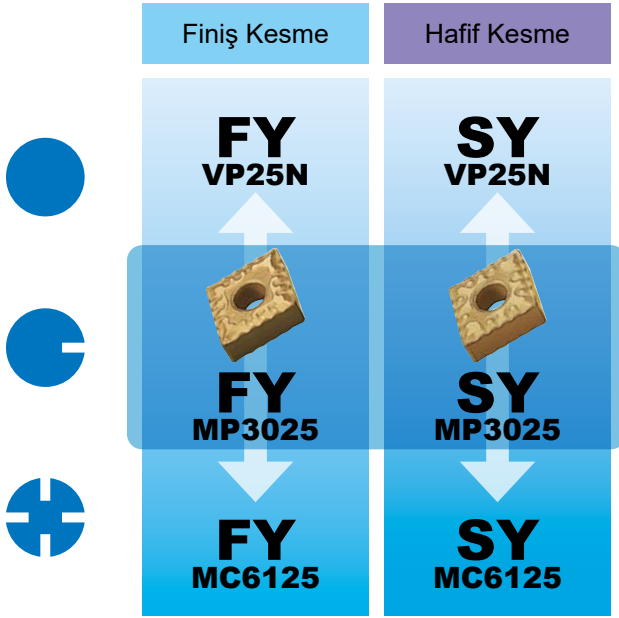 Finiş Kesme
Hafif Kesme
FY
VP25N
SY
VP25N
FY
MP3025
SY
MP3025
FY
MC6125
SY
MC6125